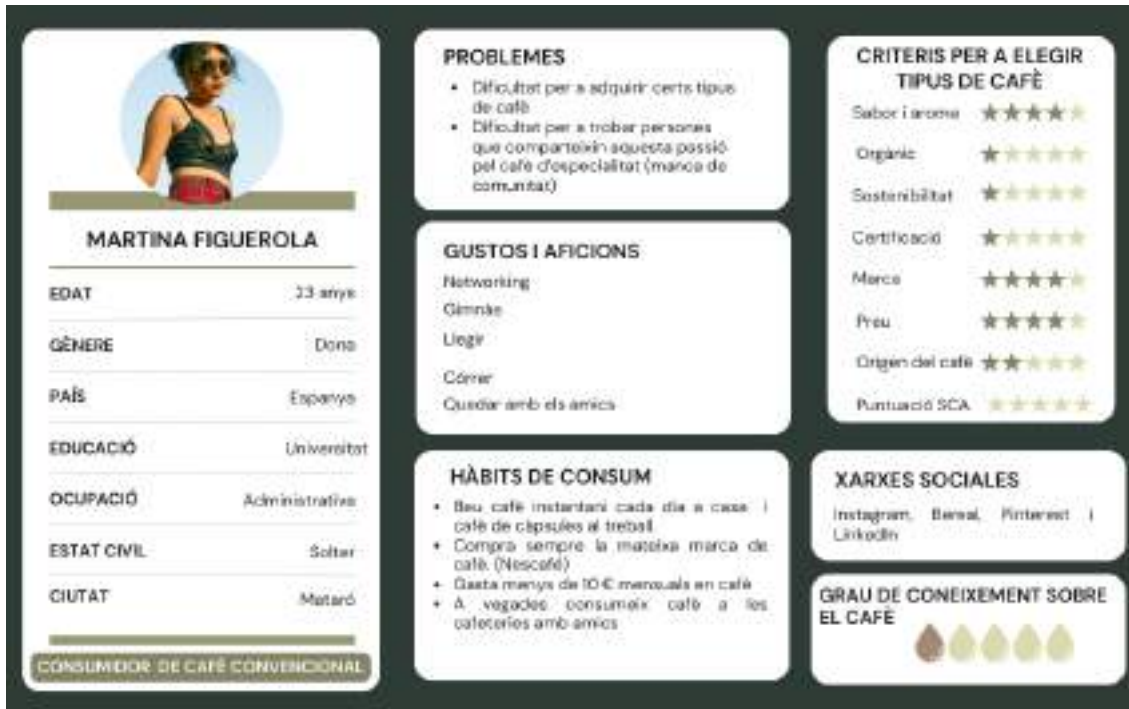 MARTINA FIGUEROLA
EDAT 23 anys
GÈNERE Dona
PAÍS Espanya
EDUCACIÓ Universitat
OCUPACIÓ Administrativa
ESTAT CIVIL Solter
CIUTAT Mataró
CONSUMIDOR DE CAFÈ CONVENCIONAL
PROBLEMES
• Dificultat per a adquirir certs tipus
de cafè
• Dificultat per a trobar persones
que comparteixin aquesta passió
pel cafè d'especialitat (manca de
comunitat)
GUSTOS I AFICIONS
Networking
Gimnàs
Llegir
Córrer
Quedar amb els amics
HÀBITS DE CONSUM
• Beu cafè instantani cada dia a casa i
cafè de càpsules al treball
• Compra sempre la mateixa marca de
cafè. (Nescafé)
• Gasta menys de 10 € mensuals en cafè
• A vegades consumeix cafè a les
cafeteries amb amics
CRITERIS PER A ELEGIR
TIPUS DE CAFÈ
Sabor i aroma
Orgànic
Sostenibilitat
Certificació
Marca
Preu
Origen del cafè
Puntuació SCA
XARXES SOCIALES
Instagram, Bereal, Pinterest i
LinkedIn
GRAU DE CONEIXEMENT SOBRE
EL CAFÈ